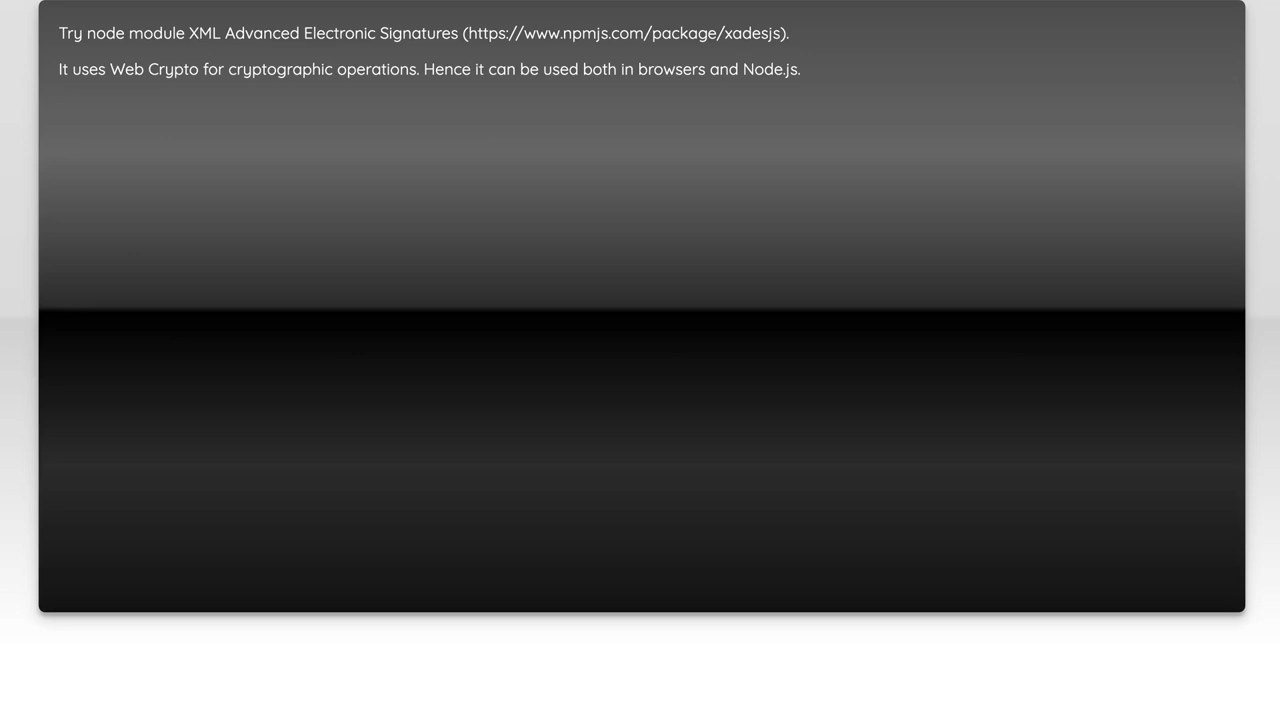 Try node module XML Advanced Electronic Signatures (https://www.npmjs.com/package/xadesjs).
It uses Web Crypto for cryptographic operations. Hence it can be used both in browsers and Node.js.